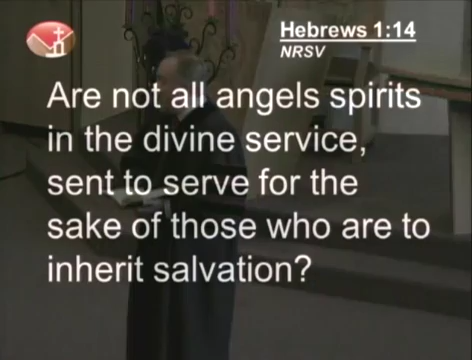 Hebrews 1:14
NRSV
Are not all angels spirits
in the divine service,
sent to serve for the
sake of those who are to
inherit salvation?